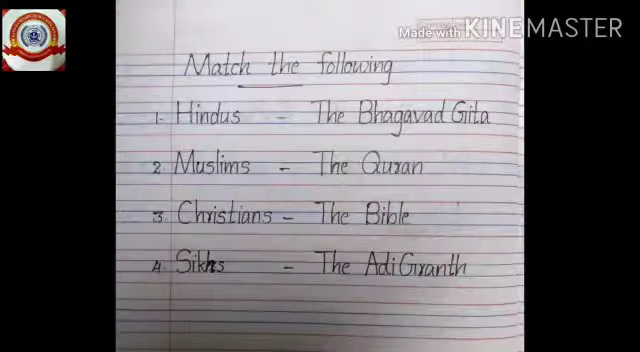 Made with KINEMASTER
Match the following
1. Hindus - The Bhagavad Gita
2. Muslims - The Quran
3. Christians - The Bible
4. Sikhs - The Adi Granth